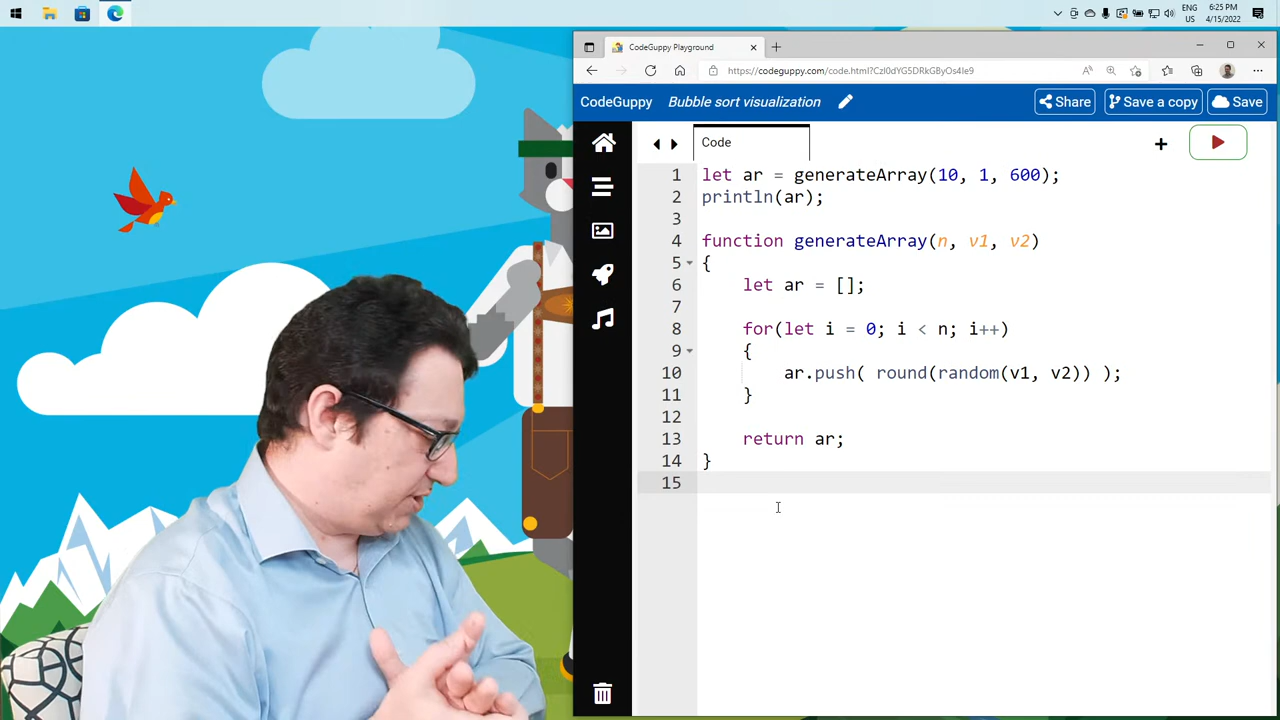 ENG
US
6:25 PM
4/15/2022
CodeGuppy Playground
https://codeguppy.com/code.html?CzI0dYG5DRkGByOs4Ie9
CodeGuppy
Bubble sort visualization
Share
Save a copy
Save
Code
1 let ar = generateArray(10, 1, 600);
2 println(ar);
3
4 function generateArray(n, v1, v2)
5 {
6 let ar = [];
7
8 for(let i = 0; i < n; i++)
9 {
10 ar.push( round(random(v1, v2)) );
11 }
12
13 return ar;
14 }
15